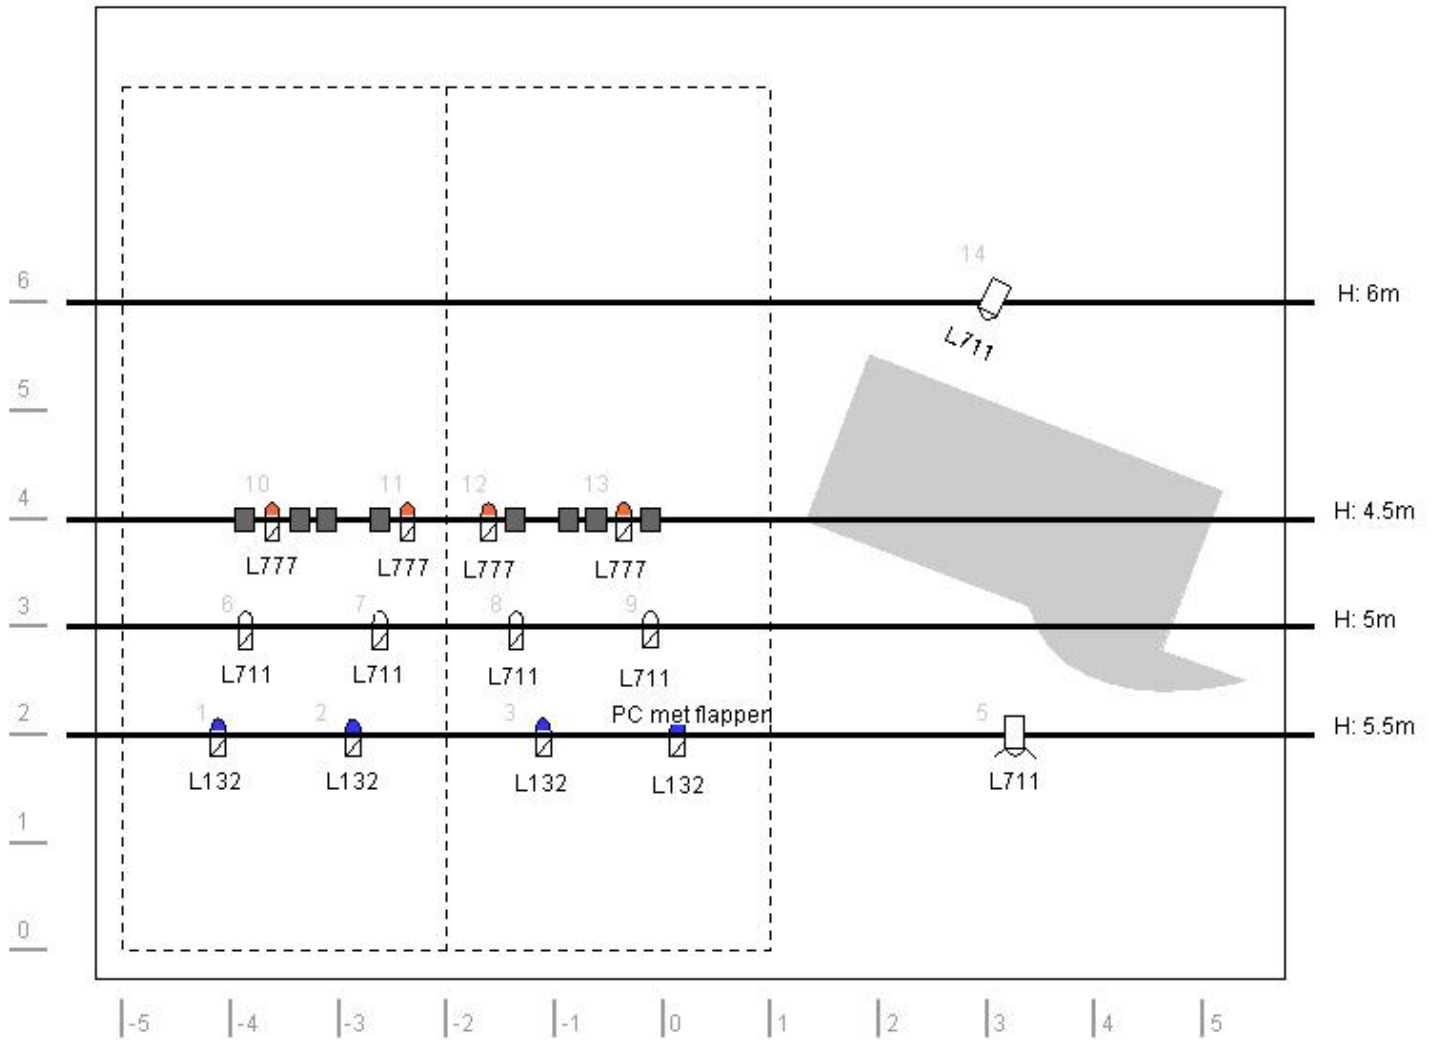 14
6
H: 6m
L711
5
10 11 12 13
4
H: 4.5m
L777 L777 L777 L777
6 7 8 9
3
H: 5m
L711 L711 L711 L711
1 2 3 PC met flappen 5
2
H: 5.5m
L132 L132 L132 L132 L711
1
0
-5 -4 -3 -2 -1 0 1 2 3 4 5